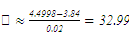 ≈ 4.4998−3.84 / 0.02 = 32.99